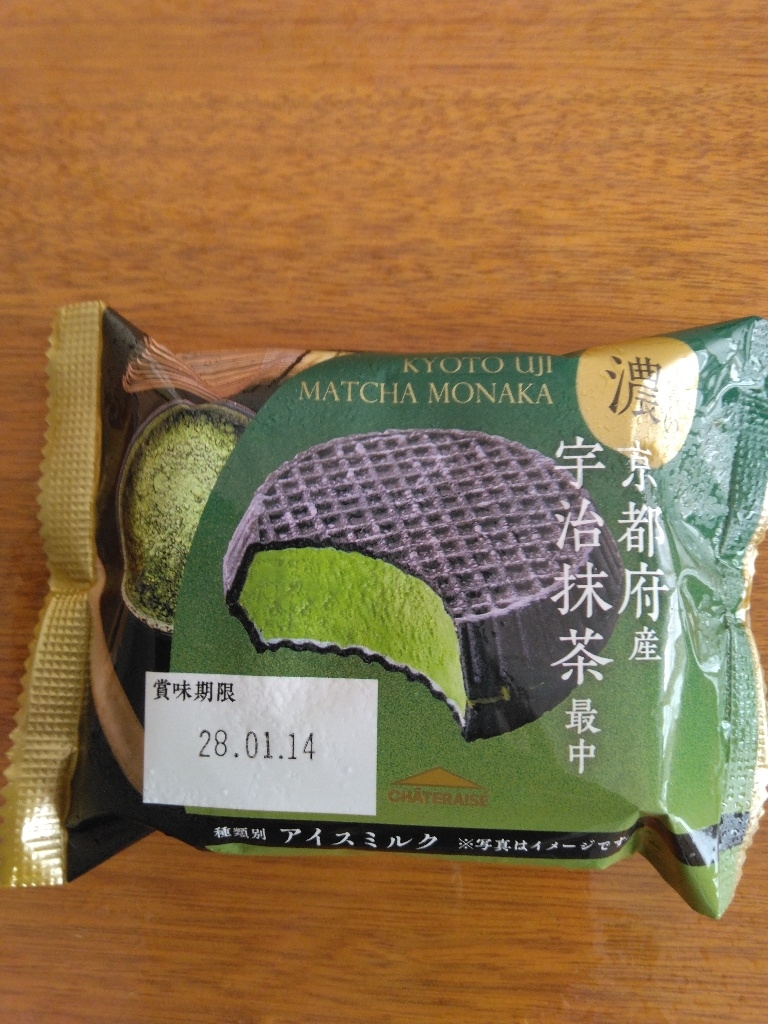 KYOTO UJI
MATCHA MONAKA
濃い
京都府産
宇治抹茶最中
賞味期限
28.01.14
CHÂTERAISÉ
種類別 アイスミルク ※写真はイメージです